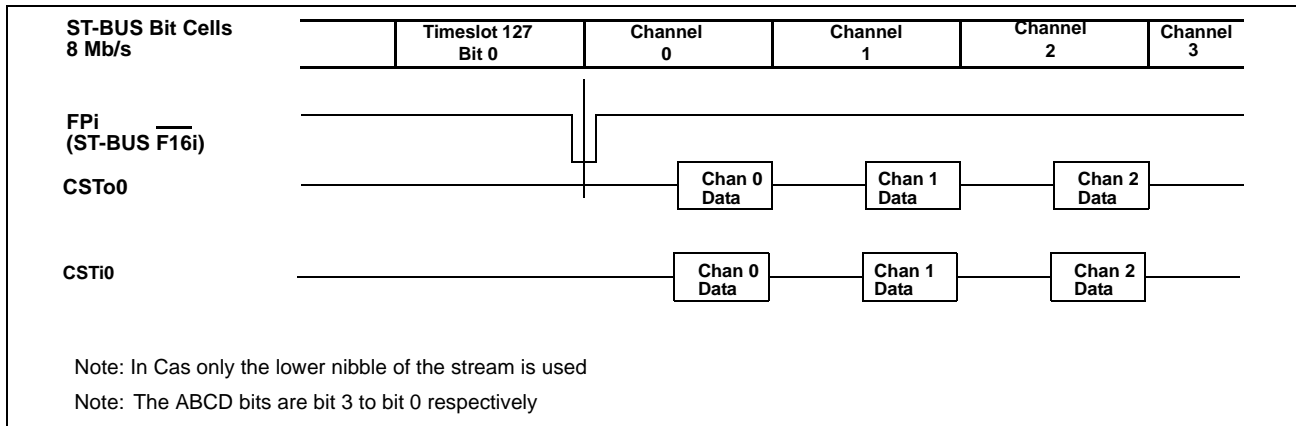 ST-BUS Bit Cells
8 Mb/s
Timeslot 127
Bit 0
Channel
0
Channel
1
Channel
2
Channel
3
FPi
(ST-BUS F16i)
CSTo0
Chan 0
Data
Chan 1
Data
Chan 2
Data
CSTi0
Chan 0
Data
Chan 1
Data
Chan 2
Data
Note: In Cas only the lower nibble of the stream is used
Note: The ABCD bits are bit 3 to bit 0 respectively